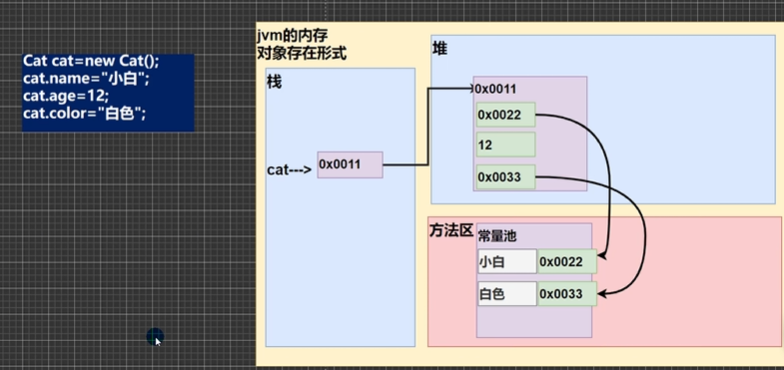 Cat cat=new Cat();
cat.name="小白";
cat.age=12;
cat.color="白色";
jvm的内存
对象存在形式
栈
cat--->
0x0011
堆
0x0011
0x0022
12
0x0033
方法区
常量池
小白 0x0022
白色 0x0033